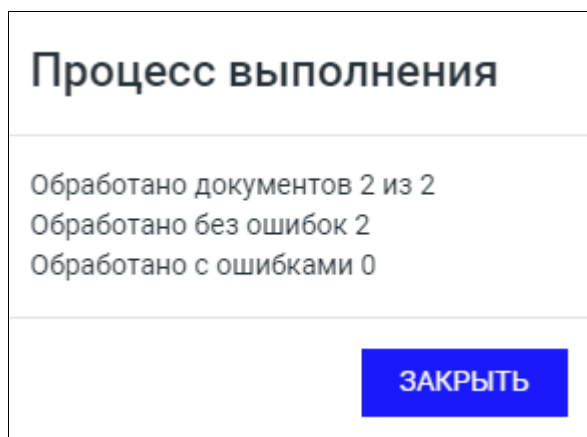 Процесс выполнения
Обработано документов 2 из 2
Обработано без ошибок 2
Обработано с ошибками 0
ЗАКРЫТЬ